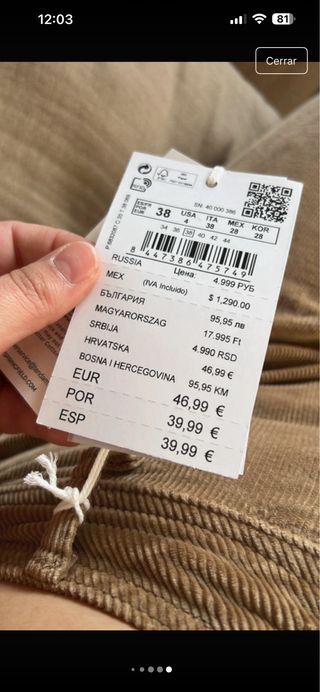 12:03
81
Cerrar
SN: 40 000 386
ESP/FR
POR
EUR
38
USA
4
ITA
38
MEX
28
KOR
28
34 36 38 40 42 44
8 447386 475749
RUSSIA Цена: 4.999 РУБ
MEX (IVA Incluido) $ 1,290.00
БЪЛГАРИЯ 95,95 лв
MAGYARORSZAG 17.995 Ft
SRBIJA 4.990 RSD
HRVATSKA 46,99 €
BOSNA I HERCEGOVINA 95,95 KM
EUR 46,99 €
POR 39,99 €
ESP 39,99 €